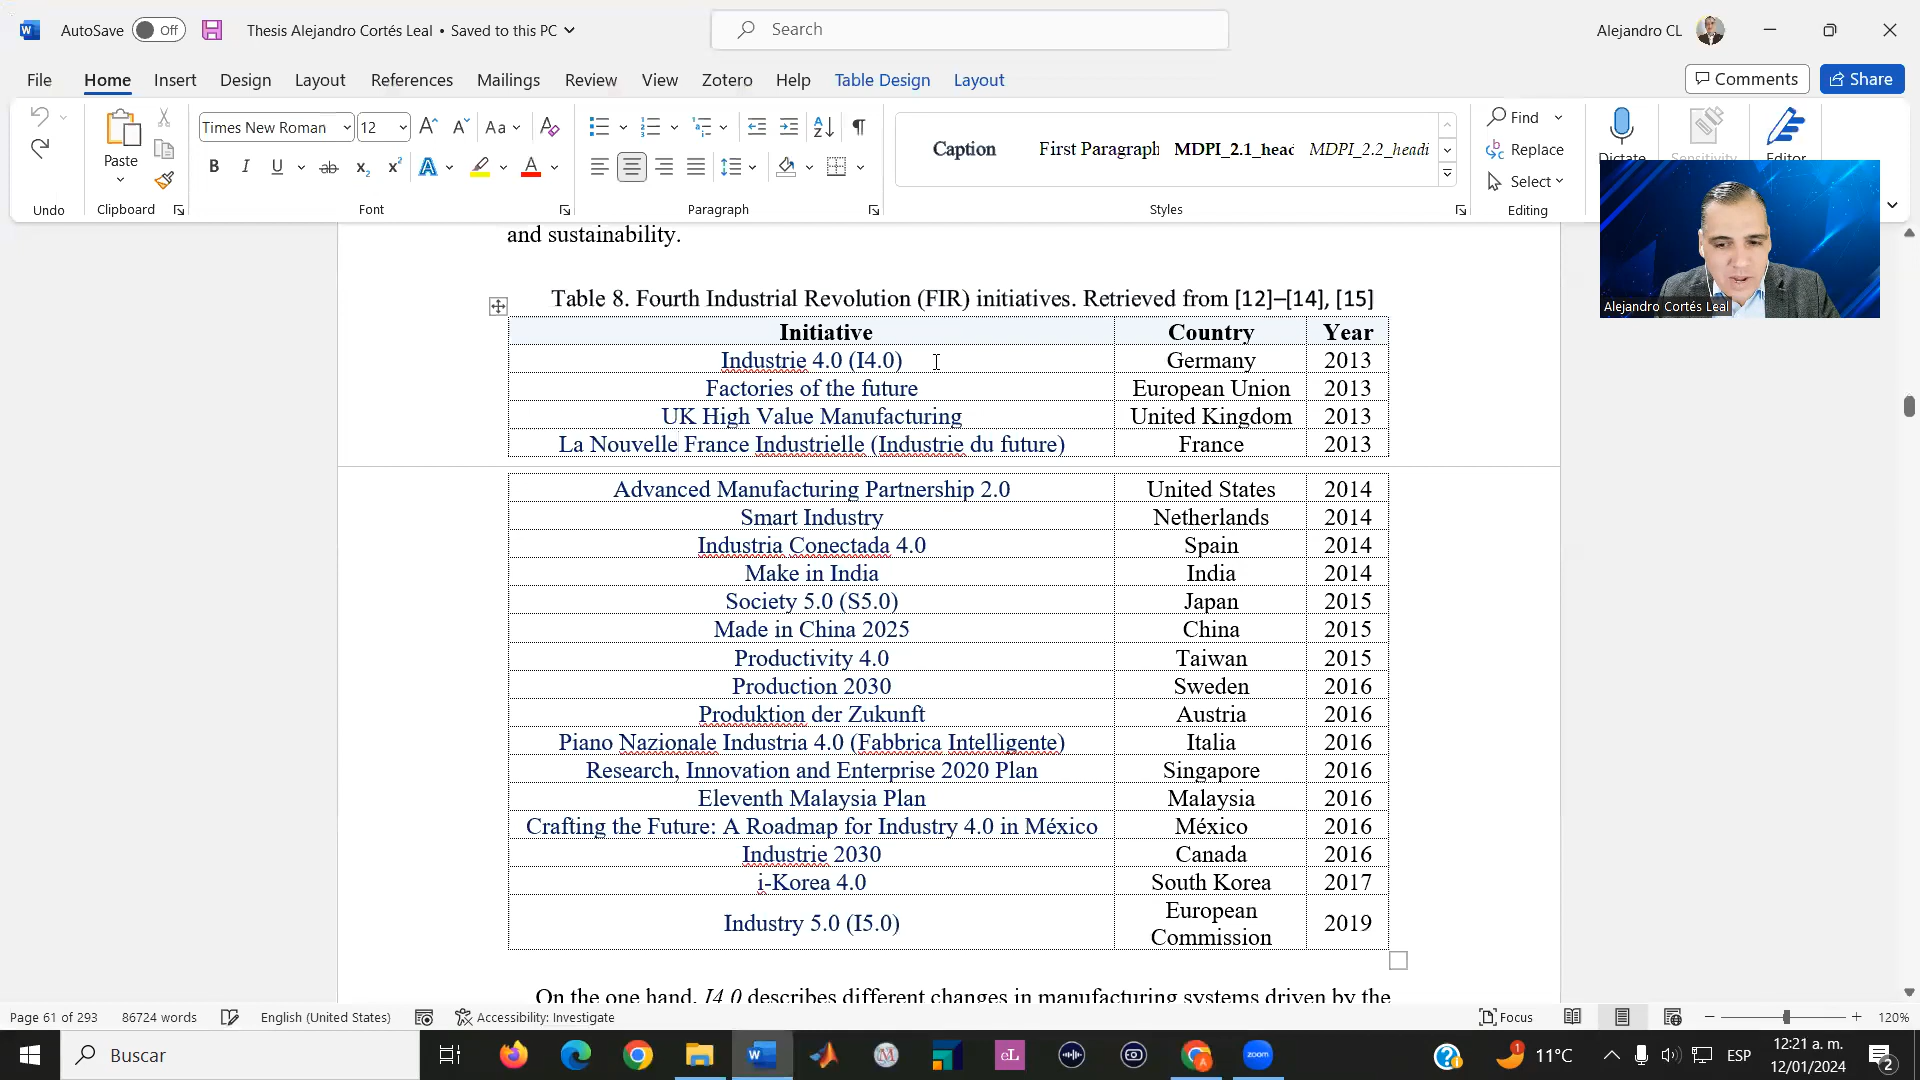 AutoSave Off Thesis Alejandro Cortés Leal • Saved to this PC Search Alejandro CL
File Home Insert Design Layout References Mailings Review View Zotero Help Table Design Layout Comments Share
Paste
Times New Roman 12
Aa
B I U ab x₂ x² A A
Caption First Paragraph MDPI_2.1_head MDPI_2.2_headi
Find
Replace
Select
Undo Clipboard Font Paragraph Styles Editing
Alejandro Cortés Leal
and sustainability.
Table 8. Fourth Industrial Revolution (FIR) initiatives. Retrieved from [12]–[14], [15]
Initiative Country Year
Industrie 4.0 (I4.0) Germany 2013
Factories of the future European Union 2013
UK High Value Manufacturing United Kingdom 2013
La Nouvelle France Industrielle (Industrie du future) France 2013
Advanced Manufacturing Partnership 2.0 United States 2014
Smart Industry Netherlands 2014
Industria Conectada 4.0 Spain 2014
Make in India India 2014
Society 5.0 (S5.0) Japan 2015
Made in China 2025 China 2015
Productivity 4.0 Taiwan 2015
Production 2030 Sweden 2016
Produktion der Zukunft Austria 2016
Piano Nazionale Industria 4.0 (Fabbrica Intelligente) Italia 2016
Research, Innovation and Enterprise 2020 Plan Singapore 2016
Eleventh Malaysia Plan Malaysia 2016
Crafting the Future: A Roadmap for Industry 4.0 in México México 2016
Industrie 2030 Canada 2016
i-Korea 4.0 South Korea 2017
Industry 5.0 (I5.0) European Commission 2019
On the one hand, I4.0 describes different changes in manufacturing systems driven by the
Page 61 of 293 86724 words English (United States) Accessibility: Investigate Focus 120%
Buscar
eL
zoom
1
11°C
ESP
12:21 a. m.
12/01/2024
2